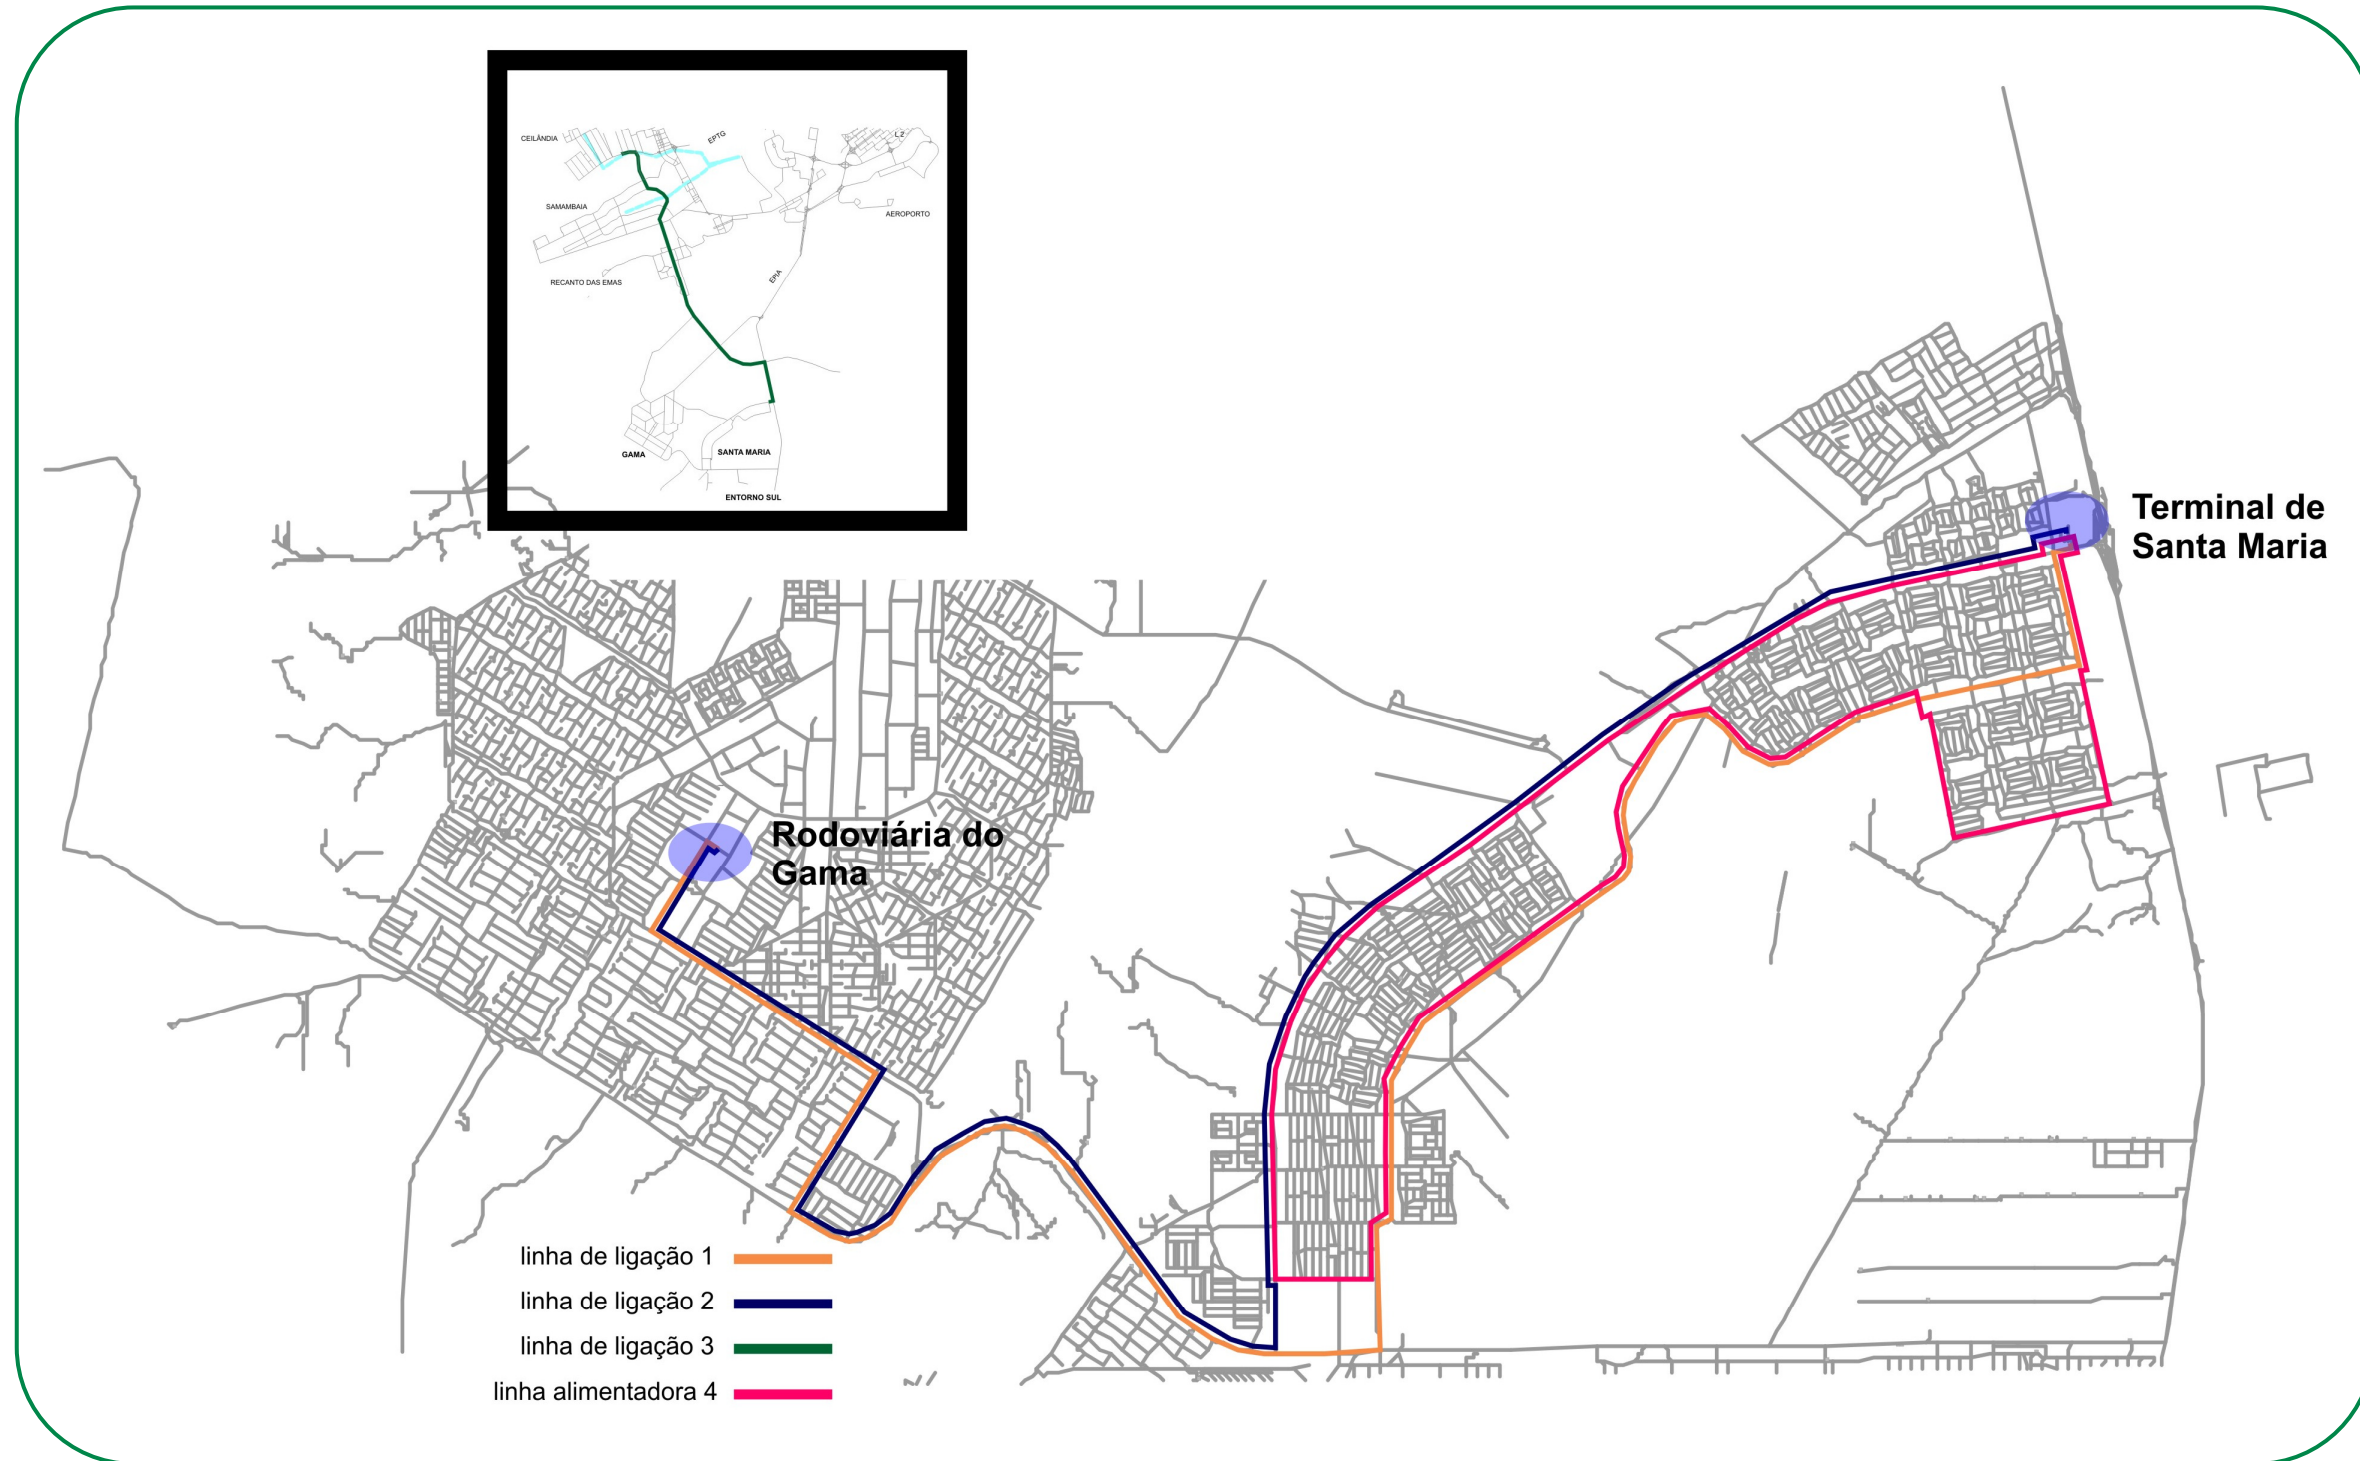 CEILÂNDIA
EPTG
L 2
SAMAMBAIA
AEROPORTO
RECANTO DAS EMAS
EPIA
GAMA
SANTA MARIA
ENTORNO SUL
Terminal de
Santa Maria
Rodoviária do
Gama
linha de ligação 1
linha de ligação 2
linha de ligação 3
linha alimentadora 4